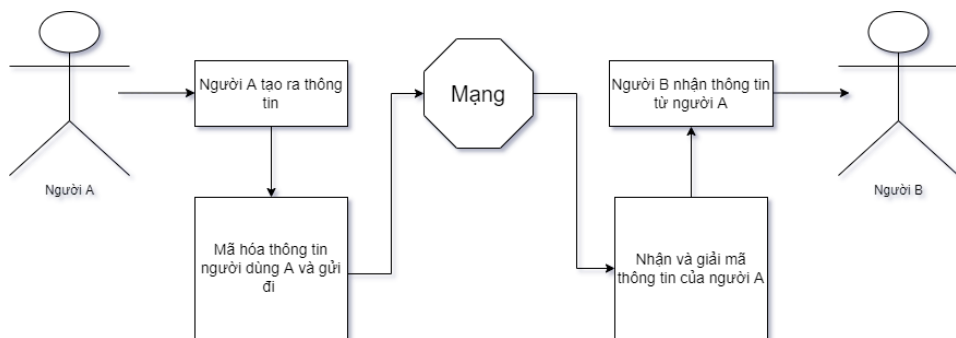 Người A tạo ra thông
tin
Mạng
Người B nhận thông tin
từ người A
Người A
Người B
Mã hóa thông tin
người dùng A và gửi
đi
Nhận và giải mã
thông tin của người A